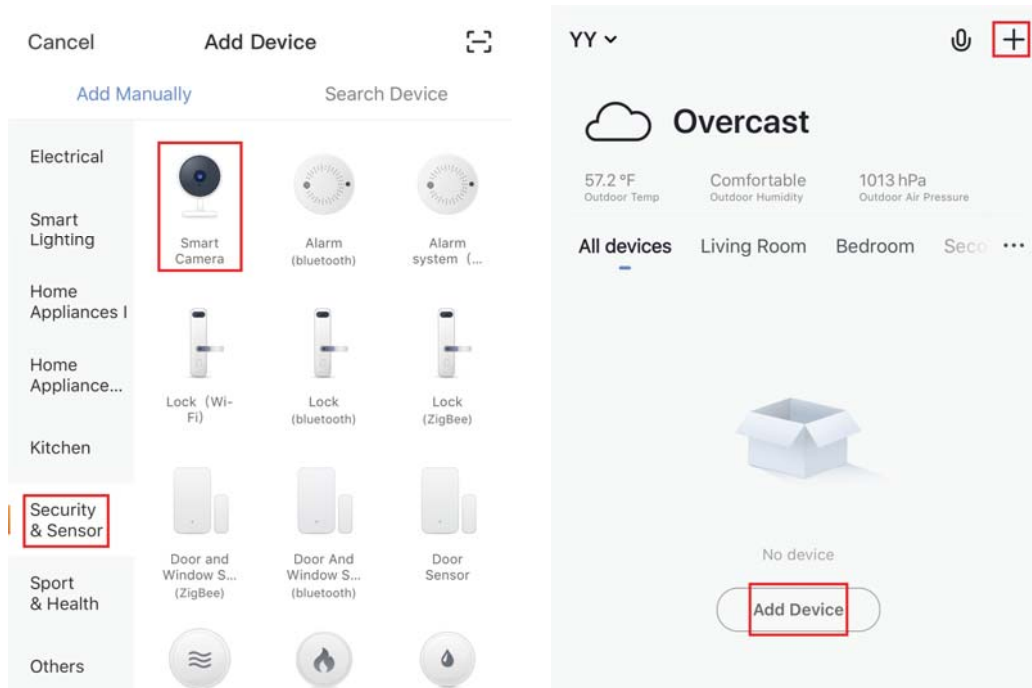 Cancel
Add Device
Add Manually
Search Device
Electrical
Smart
Lighting
Home
Appliances I
Home
Appliance...
Kitchen
Security
& Sensor
Sport
& Health
Others
Smart
Camera
Alarm
(bluetooth)
Alarm
system (...
Lock (Wi-
Fi)
Lock
(bluetooth)
Lock
(ZigBee)
Door and
Window S...
(ZigBee)
Door And
Window S...
(bluetooth)
Door
Sensor
YY
Overcast
57.2 °F
Outdoor Temp
Comfortable
Outdoor Humidity
1013 hPa
Outdoor Air Pressure
All devices
Living Room
Bedroom
Seco
...
No device
Add Device